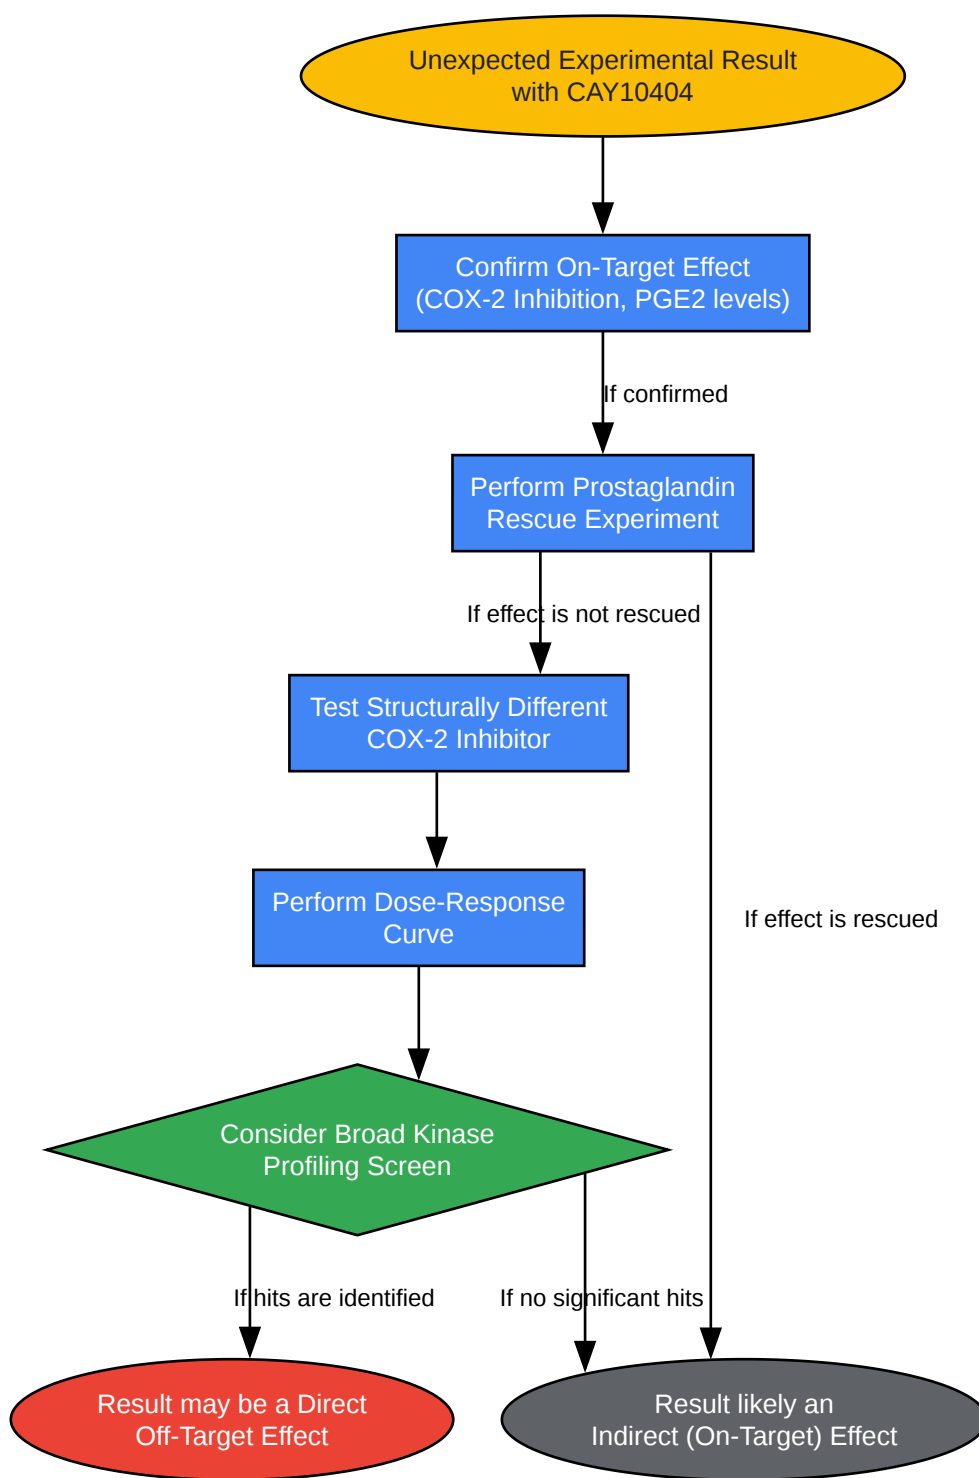 Unexpected Experimental Result
with CAY10404
Confirm On-Target Effect
(COX-2 Inhibition, PGE2 levels)
If confirmed
Perform Prostaglandin
Rescue Experiment
If effect is not rescued
Test Structurally Different
COX-2 Inhibitor
Perform Dose-Response
Curve
If effect is rescued
Consider Broad Kinase
Profiling Screen
If hits are identified
If no significant hits
Result may be a Direct
Off-Target Effect
Result likely an
Indirect (On-Target) Effect